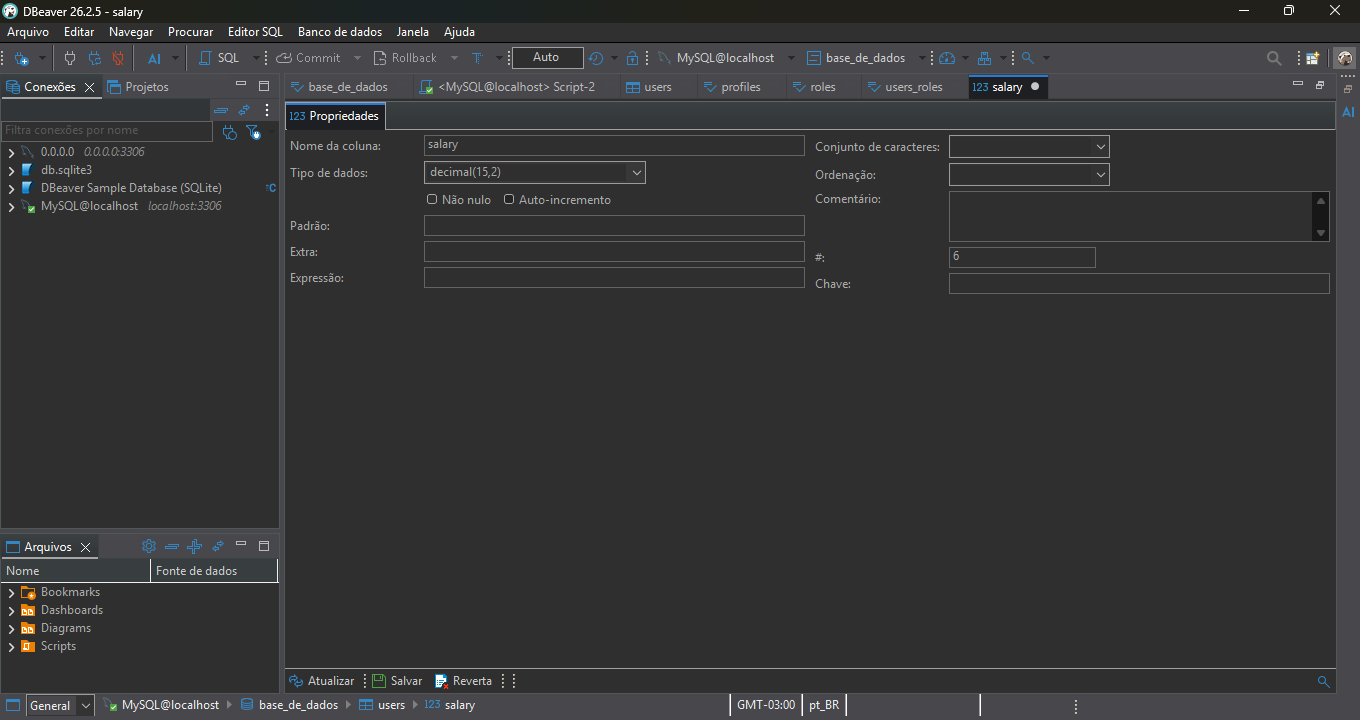 DBeaver 26.2.5 - salary
Arquivo Editar Navegar Procurar Editor SQL Banco de dados Janela Ajuda
AI SQL Commit Rollback T Auto MySQL@localhost base_de_dados
Conexões Projetos
base_de_dados <MySQL@localhost> Script-2 users profiles roles users_roles 123 salary
AI
Filtra conexões por nome
0.0.0.0 0.0.0.0:3306
db.sqlite3
DBeaver Sample Database (SQLite)
MySQL@localhost localhost:3306
123 Propriedades
Nome da coluna: salary
Tipo de dados: decimal(15,2)
Não nulo Auto-incremento
Padrão:
Extra:
Expressão:
Conjunto de caracteres:
Ordenação:
Comentário:
#: 6
Chave:
Arquivos
Nome Fonte de dados
Bookmarks
Dashboards
Diagrams
Scripts
Atualizar Salvar Reverta
General MySQL@localhost base_de_dados users 123 salary GMT-03:00 pt_BR